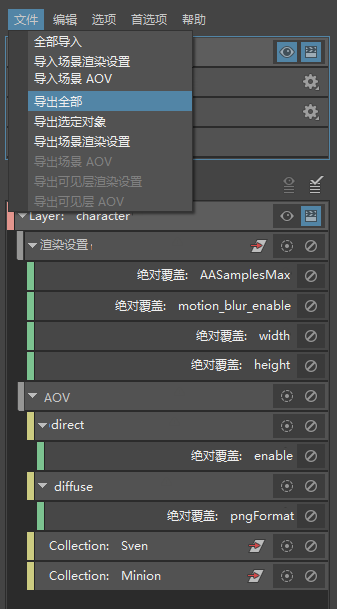 文件 编辑 选项 首选项 帮助
全部导入
导入场景渲染设置
导入场景 AOV
导出全部
导出选定对象
导出场景渲染设置
导出场景 AOV
导出可见层渲染设置
导出可见层 AOV
Layer: character
渲染设置
绝对覆盖: AASamplesMax
绝对覆盖: motion_blur_enable
绝对覆盖: width
绝对覆盖: height
AOV
direct
绝对覆盖: enable
diffuse
绝对覆盖: pngFormat
Collection: Sven
Collection: Minion